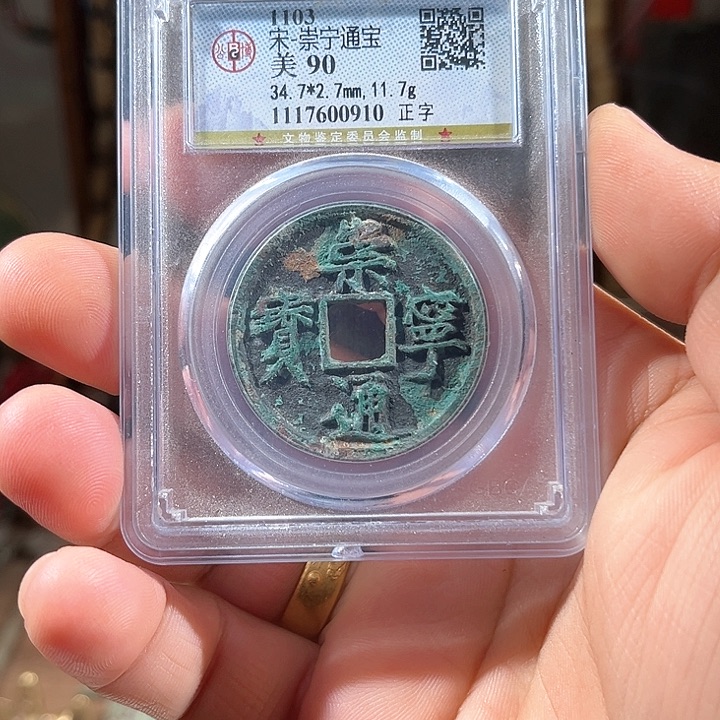 1103
宋·崇宁通宝
美 90
34.7*2.7mm,11.7g
1117600910 正字
文物鉴定委员会监制
崇寧通寳